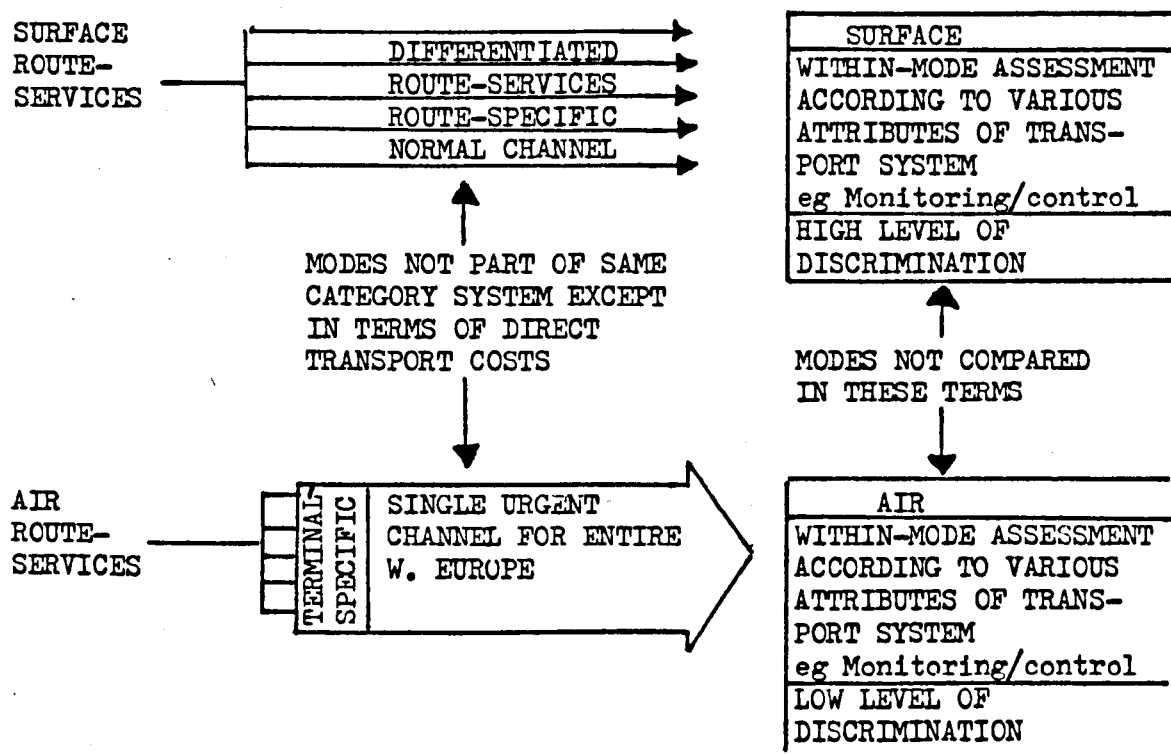 SURFACE
ROUTE-
SERVICES
DIFFERENTIATED
ROUTE-SERVICES
ROUTE-SPECIFIC
NORMAL CHANNEL
SURFACE
WITHIN-MODE ASSESSMENT
ACCORDING TO VARIOUS
ATTRIBUTES OF TRANS-
PORT SYSTEM
eg Monitoring/control
HIGH LEVEL OF
DISCRIMINATION
MODES NOT PART OF SAME
CATEGORY SYSTEM EXCEPT
IN TERMS OF DIRECT
TRANSPORT COSTS
MODES NOT COMPARED
IN THESE TERMS
AIR
ROUTE-
SERVICES
TERMINAL-
SPECIFIC
SINGLE URGENT
CHANNEL FOR ENTIRE
W. EUROPE
AIR
WITHIN-MODE ASSESSMENT
ACCORDING TO VARIOUS
ATTRIBUTES OF TRANS-
PORT SYSTEM
eg Monitoring/control
LOW LEVEL OF
DISCRIMINATION